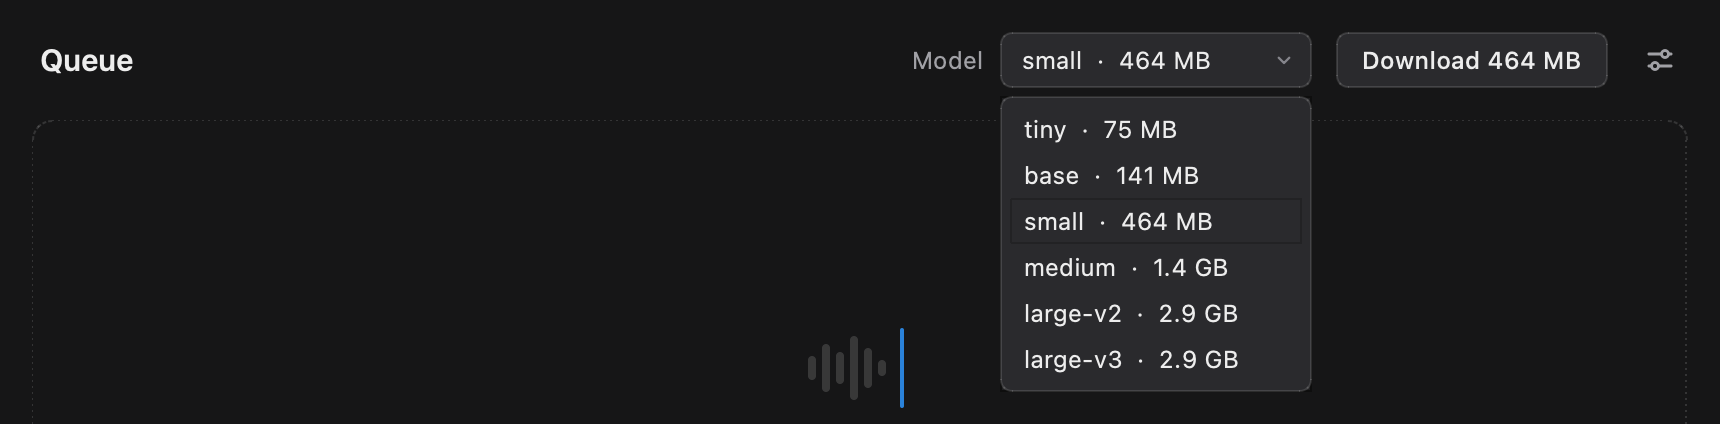 Queue
Model
small · 464 MB
Download 464 MB
tiny · 75 MB
base · 141 MB
small · 464 MB
medium · 1.4 GB
large-v2 · 2.9 GB
large-v3 · 2.9 GB